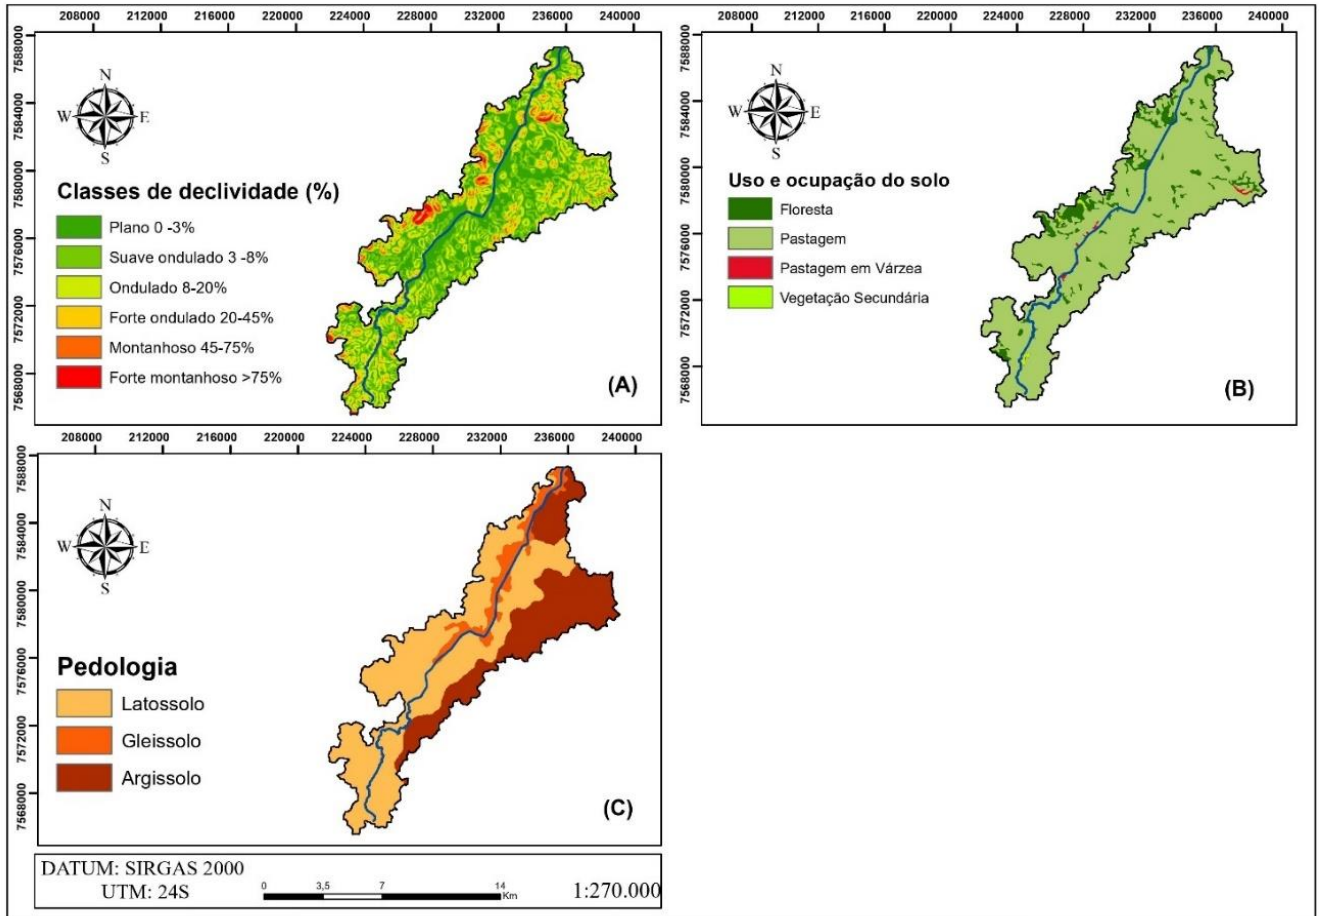 208000 212000 216000 220000 224000 228000 232000 236000 240000
7588000
7584000
7580000
7576000
7572000
7568000
N
W E
S
Classes de declividade (%)
Plano 0 -3%
Suave ondulado 3 -8%
Ondulado 8-20%
Forte ondulado 20-45%
Montanhoso 45-75%
Forte montanhoso >75%
(A)
208000 212000 216000 220000 224000 228000 232000 236000 240000
7588000
7584000
7580000
7576000
7572000
7568000
N
W E
S
Uso e ocupação do solo
Floresta
Pastagem
Pastagem em Várzea
Vegetação Secundária
(B)
208000 212000 216000 220000 224000 228000 232000 236000 240000
7588000
7584000
7580000
7576000
7572000
7568000
N
W E
S
Pedologia
Latossolo
Gleissolo
Argissolo
(C)
DATUM: SIRGAS 2000
UTM: 24S
0 3,5 7 14
Km
1:270.000